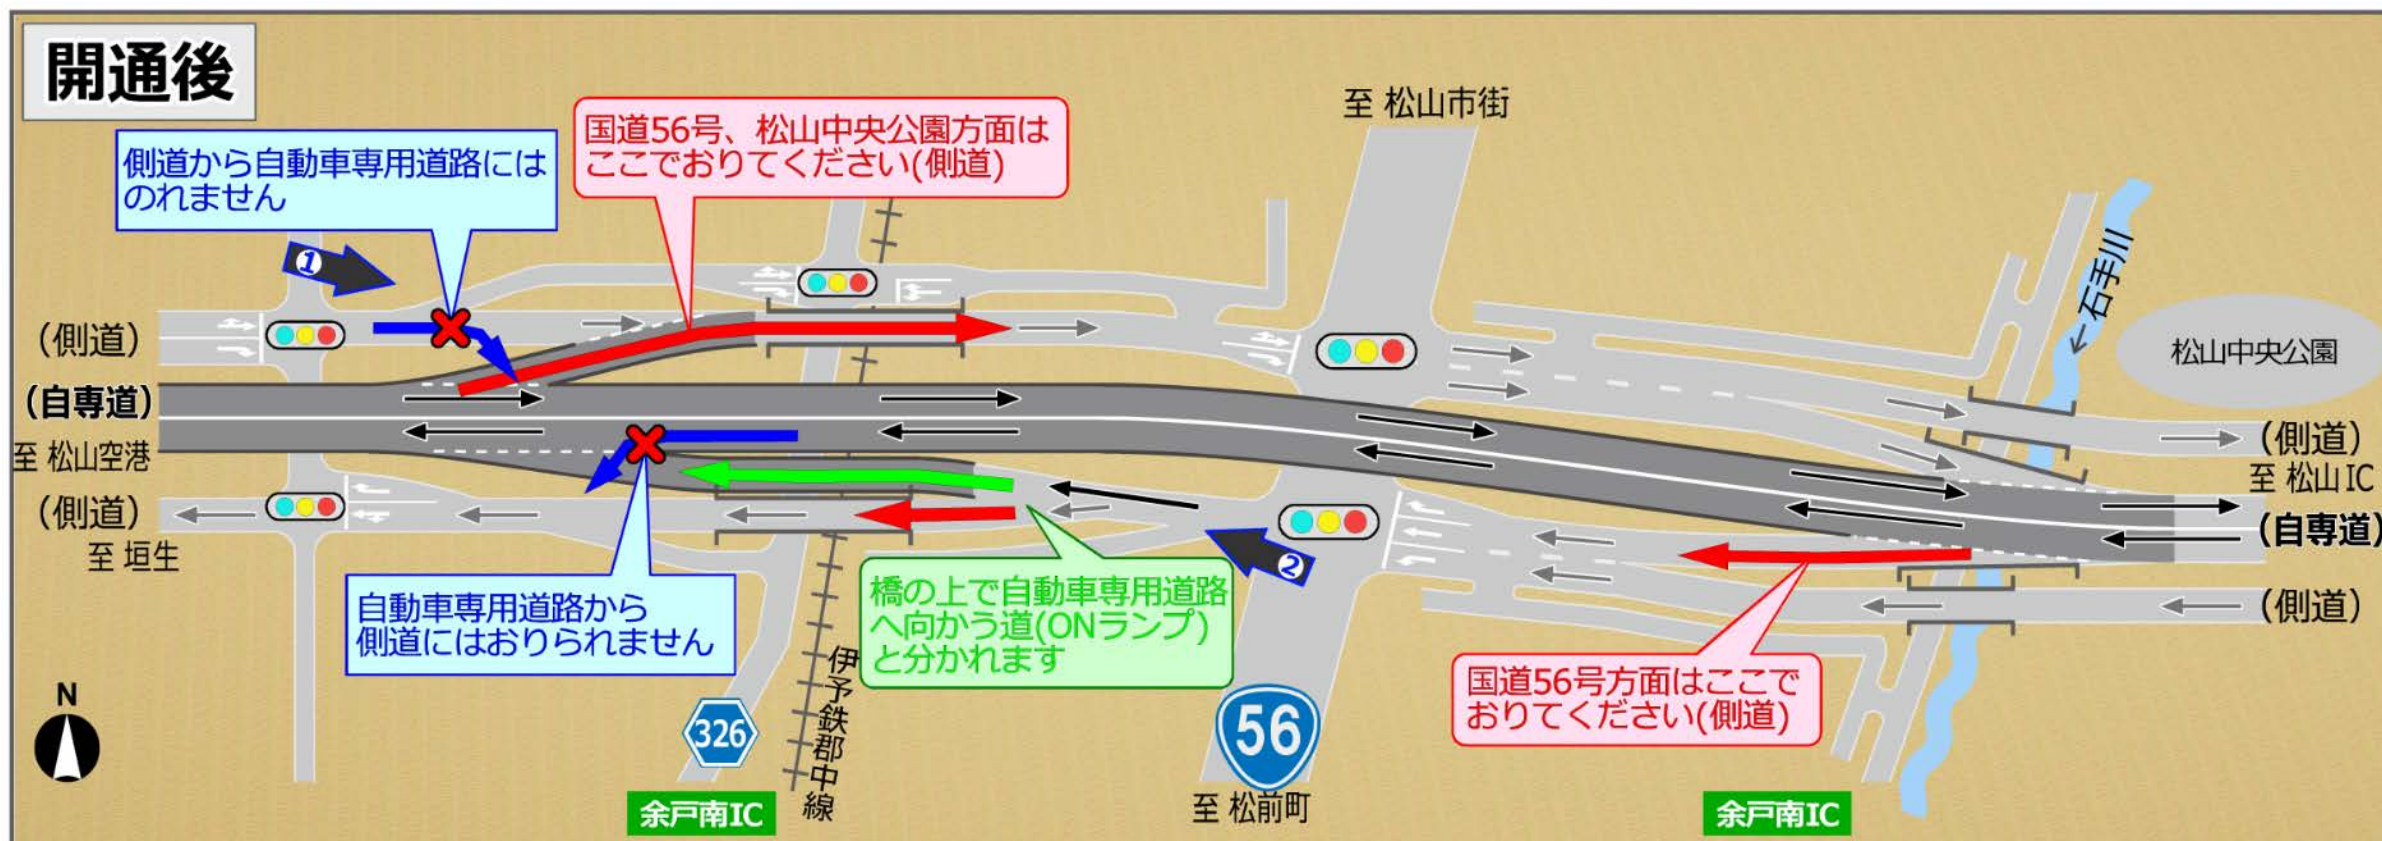 開通後
至 松山市街
国道56号、松山中央公園方面は
ここでおりてください(側道)
側道から自動車専用道路には
のれません
1
石手川
(側道)
松山中央公園
(自専道)
至 松山空港
(側道)
至 松山IC
(側道)
至 垣生
(自専道)
2
(側道)
橋の上で自動車専用道路
へ向かう道(ONランプ)
と分かれます
自動車専用道路から
側道にはおりられません
国道56号方面はここで
おりてください(側道)
伊予鉄郡中線
N
326
56
余戸南IC
至 松前町
余戸南IC